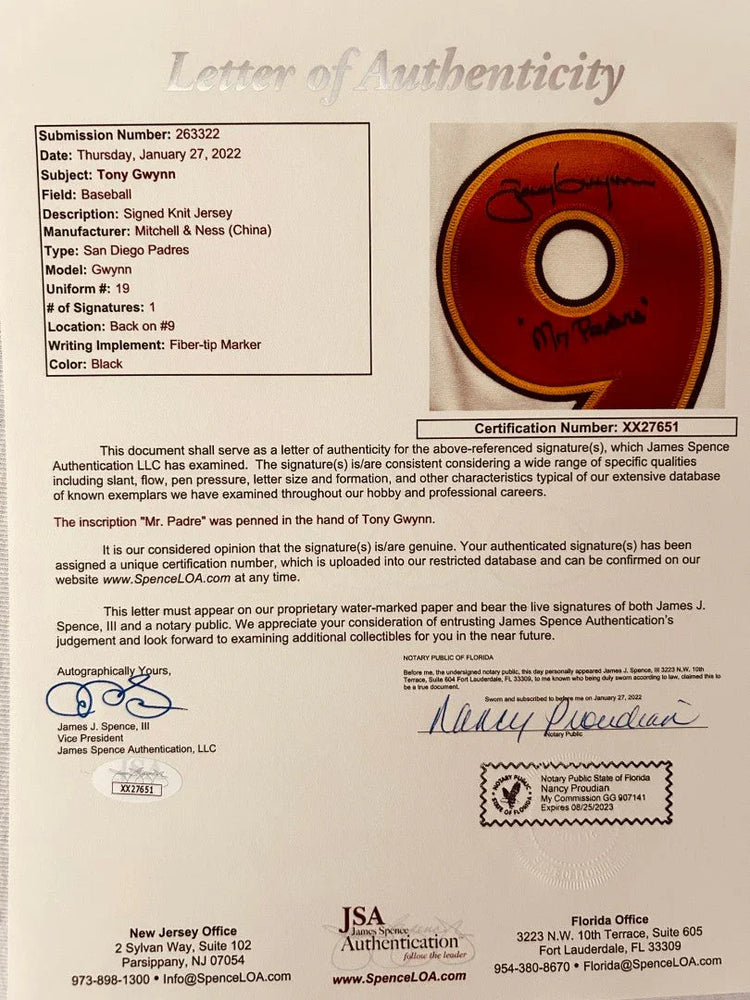 Letter of Authenticity
Submission Number: 263322
Date: Thursday, January 27, 2022
Subject: Tony Gwynn
Field: Baseball
Description: Signed Knit Jersey
Manufacturer: Mitchell & Ness (China)
Type: San Diego Padres
Model: Gwynn
Uniform #: 19
# of Signatures: 1
Location: Back on #9
Writing Implement: Fiber-tip Marker
Color: Black
Tony Gwynn
"Mr. Padre"
Certification Number: XX27651
This document shall serve as a letter of authenticity for the above-referenced signature(s), which James Spence
Authentication LLC has examined. The signature(s) is/are consistent considering a wide range of specific qualities
including slant, flow, pen pressure, letter size and formation, and other characteristics typical of our extensive database
of known exemplars we have examined throughout our hobby and professional careers.
The inscription "Mr. Padre" was penned in the hand of Tony Gwynn.
It is our considered opinion that the signature(s) is/are genuine. Your authenticated signature(s) has been
assigned a unique certification number, which is uploaded into our restricted database and can be confirmed on our
website www.SpenceLOA.com at any time.
This letter must appear on our proprietary water-marked paper and bear the live signatures of both James J.
Spence, III and a notary public. We appreciate your consideration of entrusting James Spence Authentication's
judgement and look forward to examining additional collectibles for you in the near future.
Autographically Yours,
James J. Spence, III
Vice President
James Spence Authentication, LLC
JSA
XX27651
NOTARY PUBLIC OF FLORIDA
Before me, the undersigned notary public, this day personally appeared James J. Spence, III 3223 N.W. 10th
Terrace, Suite 604 Fort Lauderdale, FL 33309, to me known who being duly sworn according to law, claimed this to
be a true document.
Sworn and subscribed to before me on January 27, 2022
Nancy Proudian
Notary Public
NOTARY PUBLIC
STATE OF FLORIDA
Notary Public State of Florida
Nancy Proudian
My Commission GG 907141
Expires 08/25/2023
New Jersey Office
2 Sylvan Way, Suite 102
Parsippany, NJ 07054
973-898-1300 • Info@SpenceLOA.com
JSA
James Spence
Authentication
follow the leader
www.SpenceLOA.com
Florida Office
3223 N.W. 10th Terrace, Suite 605
Fort Lauderdale, FL 33309
954-380-8670 • Florida@SpenceLOA.com